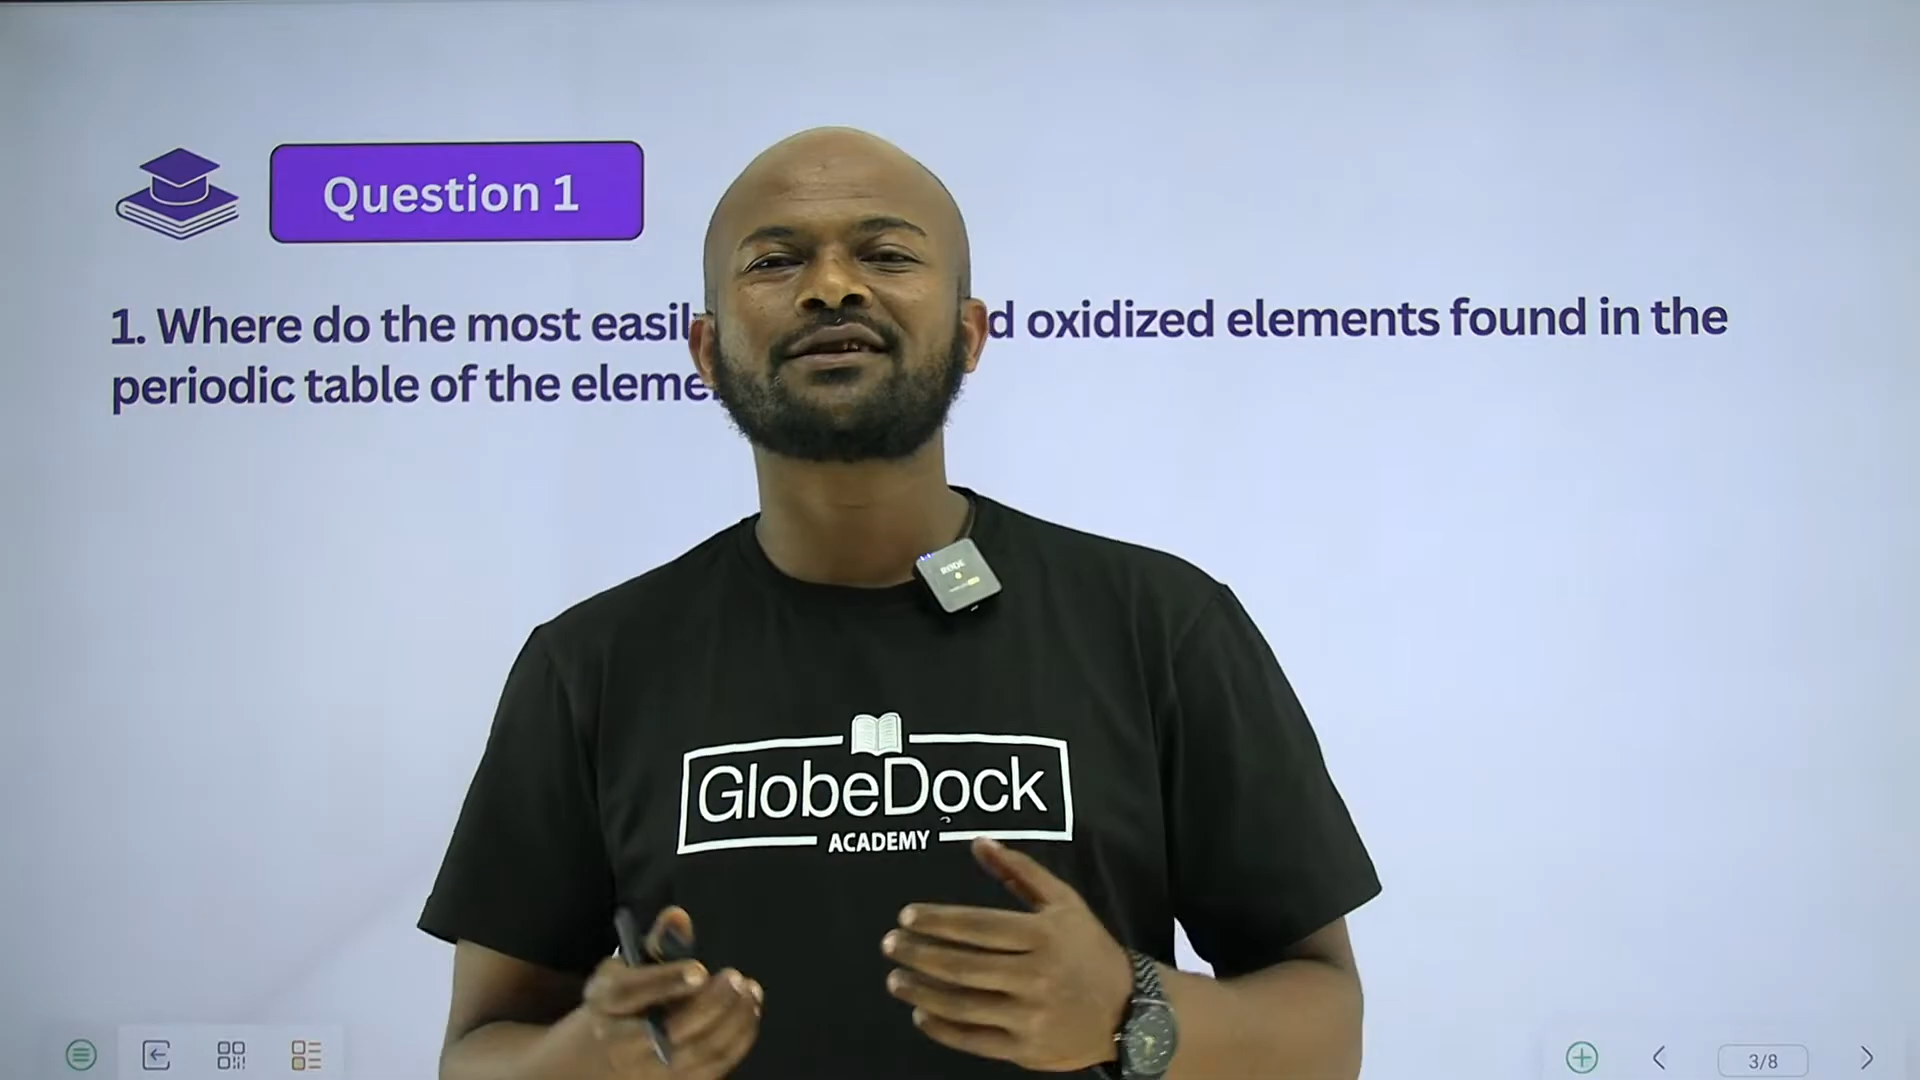 Question 1
1. Where do the most easil d oxidized elements found in the
periodic table of the eleme
RODE
GlobeDock
ACADEMY
3/8